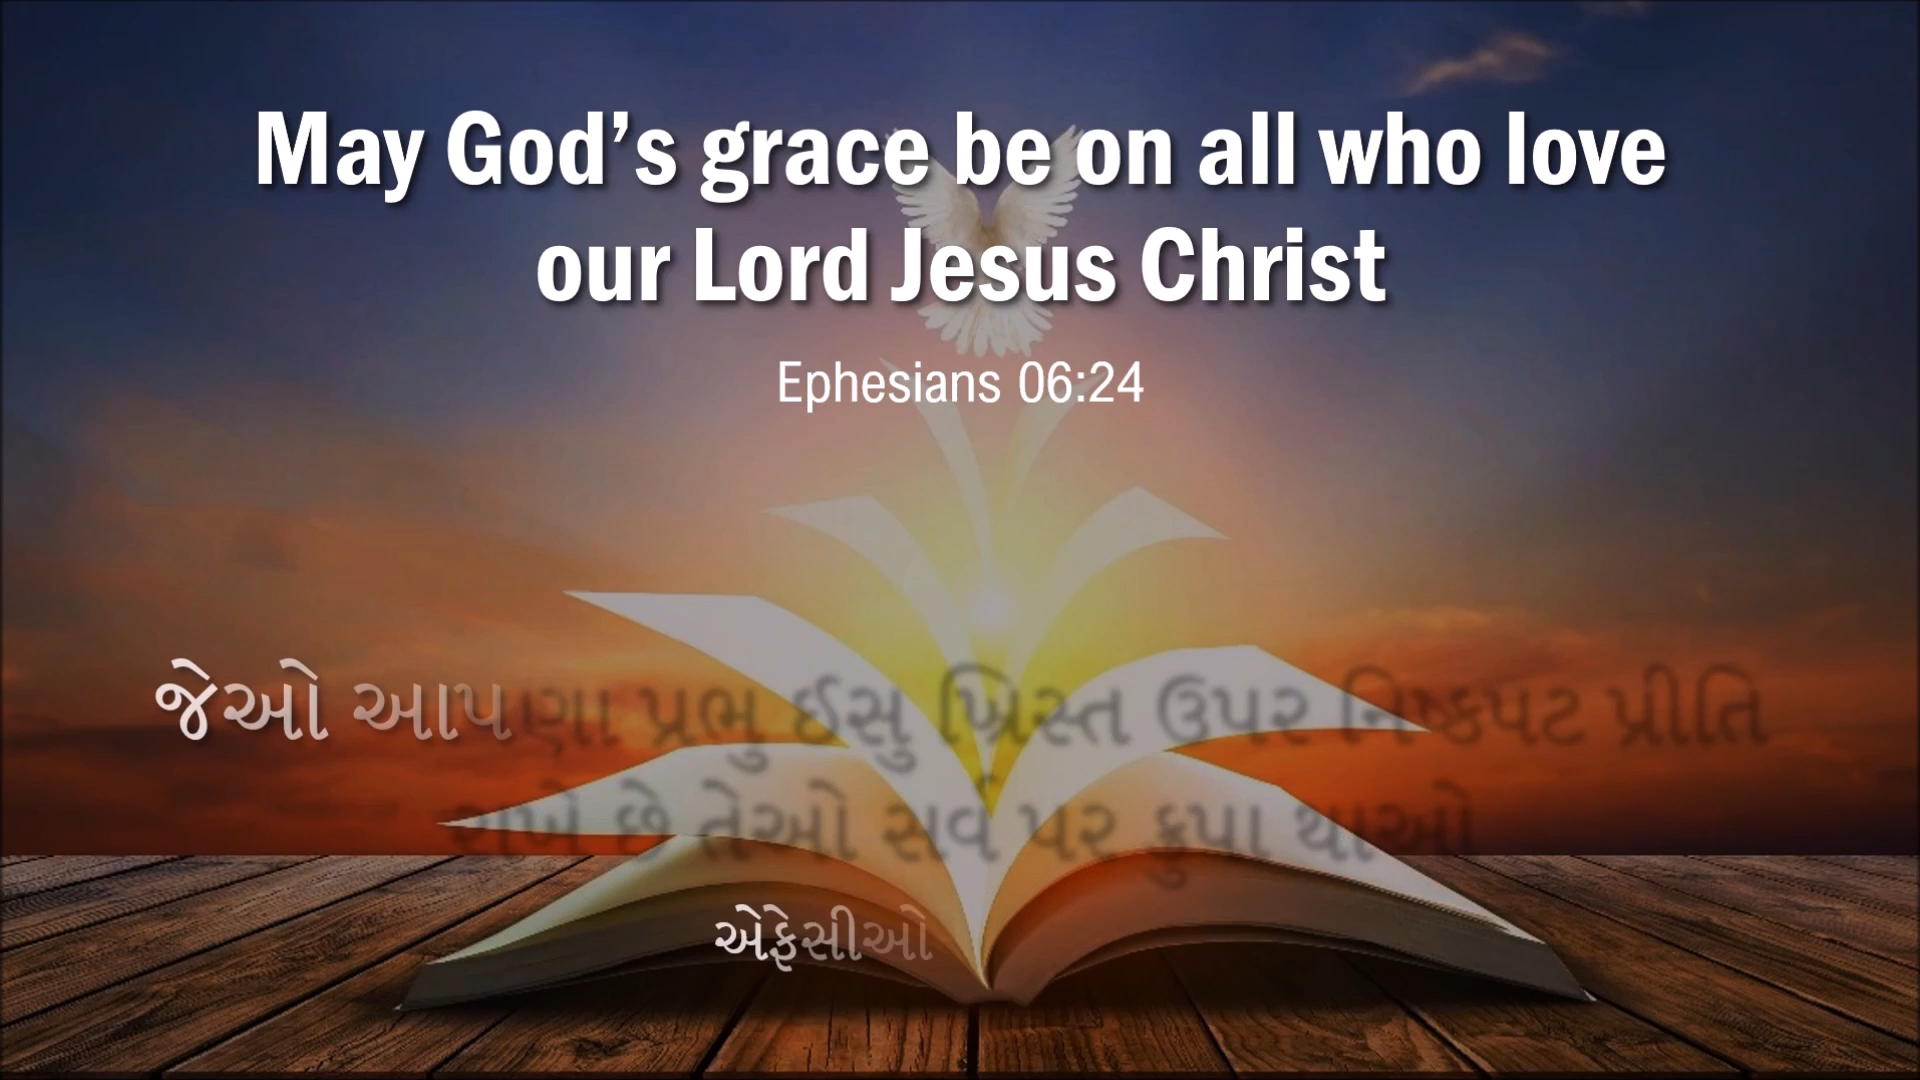 May God’s grace be on all who love
our Lord Jesus Christ
Ephesians 06:24
જેઓ આપણા પ્રભુ ઈસુ ખ્રિસ્ત ઉપર નિષ્કપટ પ્રીતિ
રાખે છે તેઓ સર્વ પર કૃપા થાઓ
એફેસીઓ